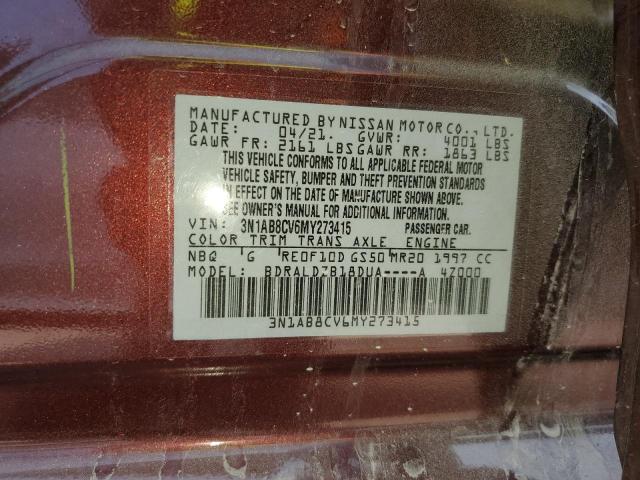 MANUFACTURED BY NISSAN MOTOR CO., LTD.
DATE: 04/21. GVWR: 4001 LBS
GAWR FR: 2161 LBS GAWR RR: 1863 LBS
THIS VEHICLE CONFORMS TO ALL APPLICABLE FEDERAL MOTOR
VEHICLE SAFETY, BUMPER AND THEFT PREVENTION STANDARDS
IN EFFECT ON THE DATE OF MANUFACTURE SHOWN ABOVE.
SEE OWNER'S MANUAL FOR ADDITIONAL INFORMATION.
VIN: 3N1AB8CV6MY273415 PASSENGER CAR.
COLOR TRIM TRANS AXLE ENGINE
NBQ G RE0F10D GS50 MR20 1997 CC
MODEL: BDRALDZB18DUA----A 47000
3N1AB8CV6MY273415